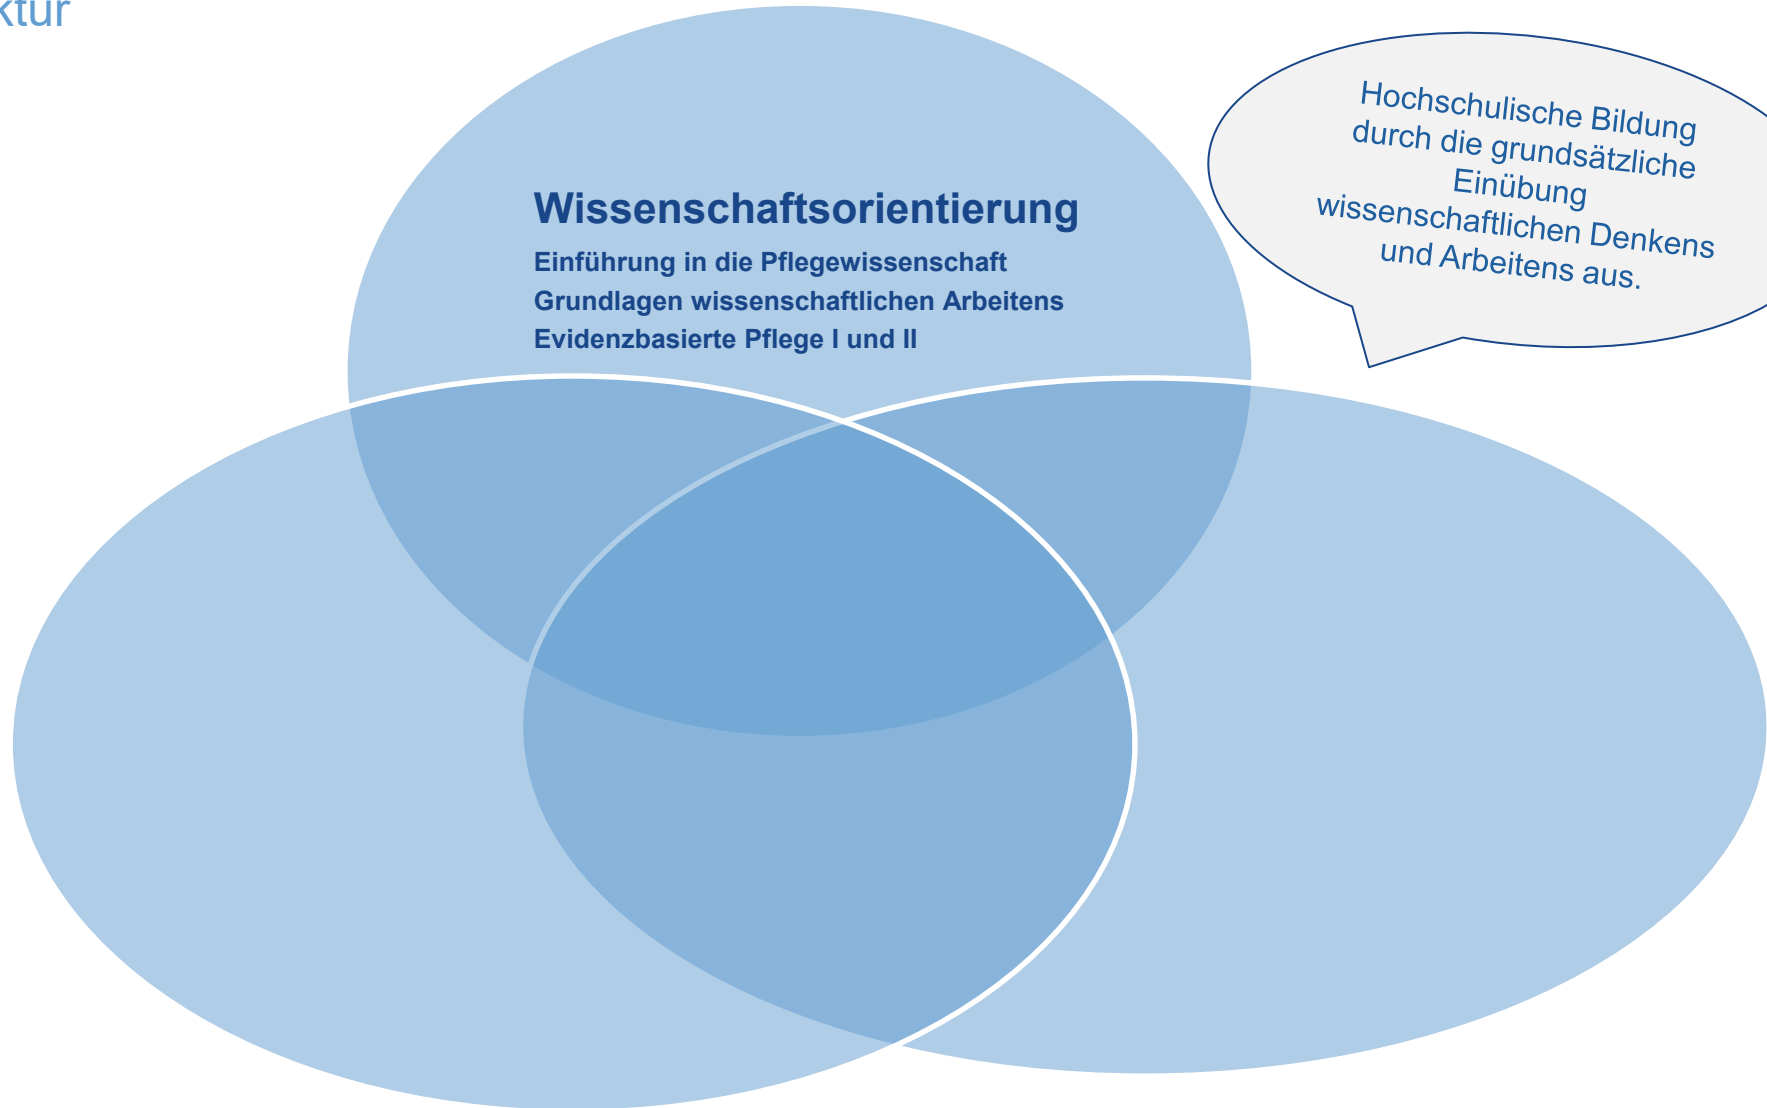 ktur
Wissenschaftsorientierung
Einführung in die Pflegewissenschaft
Grundlagen wissenschaftlichen Arbeitens
Evidenzbasierte Pflege I und II
Hochschulische Bildung
durch die grundsätzliche
Einübung
wissenschaftlichen Denkens
und Arbeitens aus.